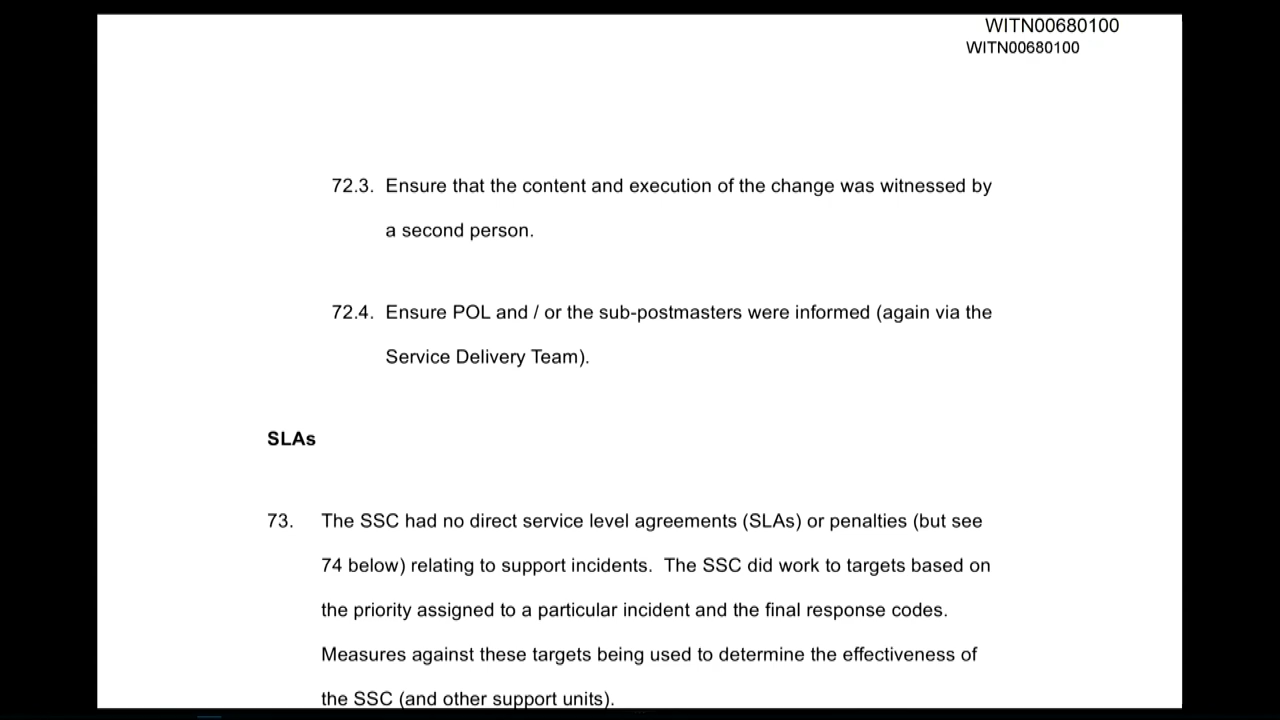 WITN00680100
WITN00680100
72.3. Ensure that the content and execution of the change was witnessed by
a second person.
72.4. Ensure POL and / or the sub-postmasters were informed (again via the
Service Delivery Team).
SLAs
73. The SSC had no direct service level agreements (SLAs) or penalties (but see
74 below) relating to support incidents. The SSC did work to targets based on
the priority assigned to a particular incident and the final response codes.
Measures against these targets being used to determine the effectiveness of
the SSC (and other support units).